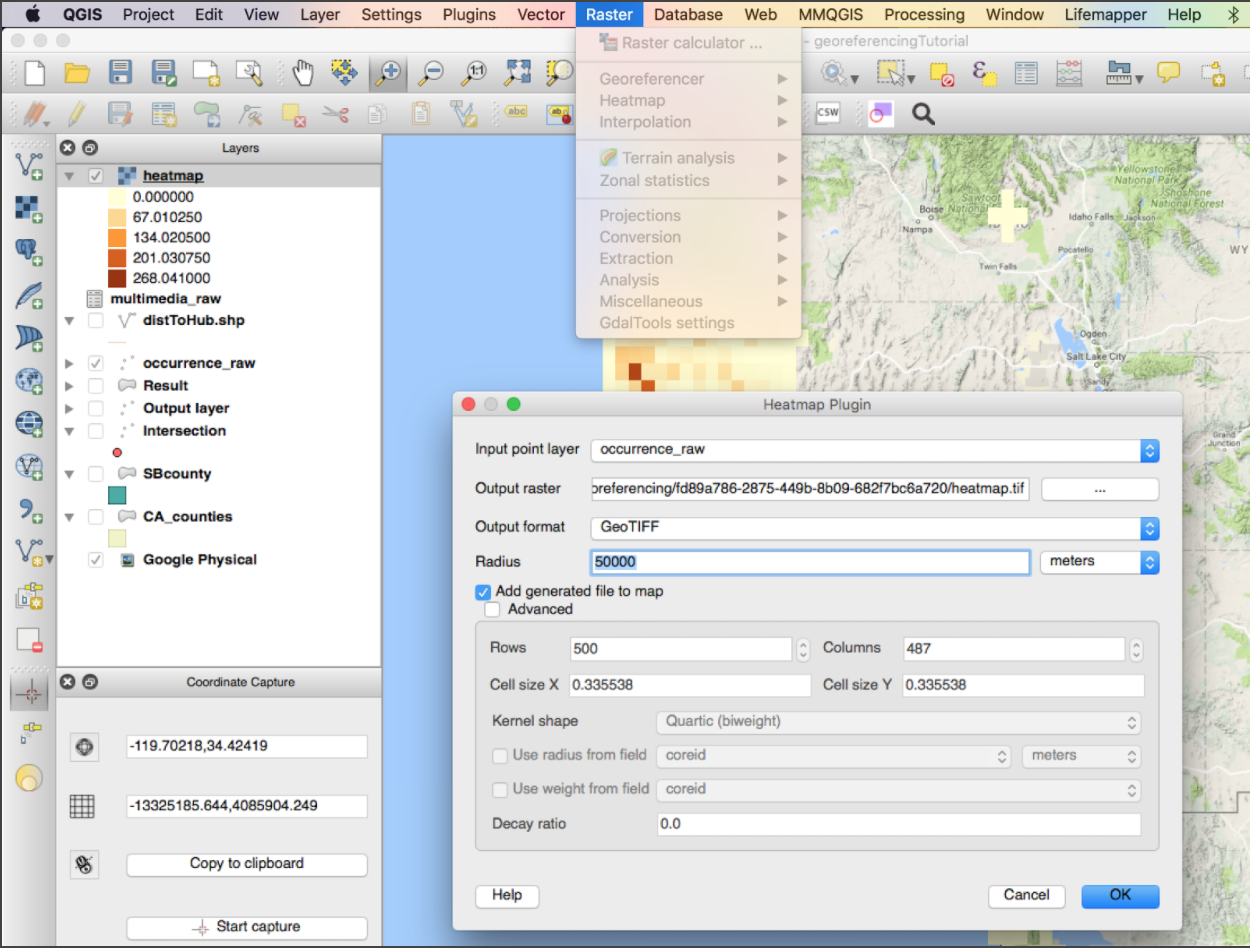 QGIS Project Edit View Layer Settings Plugins Vector Raster Database Web MMQGIS Processing Window Lifemapper Help
- georeferencingTutorial
Raster calculator ...
Georeferencer
Heatmap
Interpolation
Terrain analysis
Zonal statistics
Projections
Conversion
Extraction
Analysis
Miscellaneous
GdalTools settings
1:1
abc
ab
CSW
Layers
heatmap
0.000000
67.010250
134.020500
201.030750
268.041000
multimedia_raw
distToHub.shp
occurrence_raw
Result
Output layer
Intersection
SBcounty
CA_counties
Google Physical
Coordinate Capture
-119.70218,34.42419
-13325185.644,4085904.249
Copy to clipboard
Start capture
Yellowstone
National Park
Shoshone
National Forest
Sawtooth
National
Boise
Nampa
Idaho Falls
Jackson
Pocatello
Twin Falls
WY
Ogden
Salt Lake City
Sandy
Grand
Junction
Heatmap Plugin
Input point layer occurrence_raw
Output raster oreferencing/fd89a786-2875-449b-8b09-682f7bc6a720/heatmap.tif ...
Output format GeoTIFF
Radius 50000 meters
Add generated file to map
Advanced
Rows 500 Columns 487
Cell size X 0.335538 Cell size Y 0.335538
Kernel shape Quartic (biweight)
Use radius from field coreid meters
Use weight from field coreid
Decay ratio 0.0
Help Cancel OK